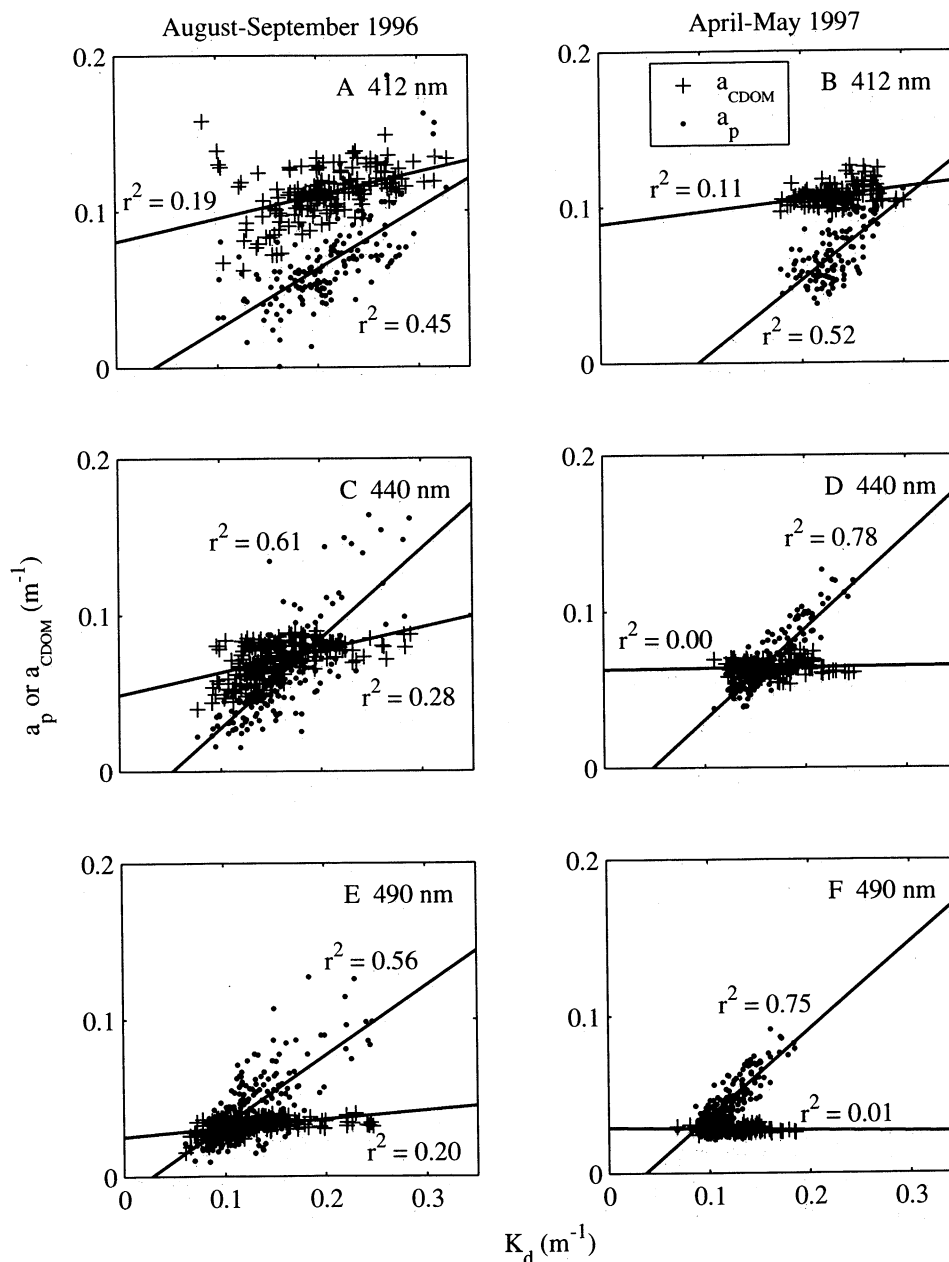 August-September 1996
April-May 1997
0.2
A 412 nm
r² = 0.19
0.1
r² = 0.45
0
0.2
+ a_CDOM
• a_p
B 412 nm
r² = 0.11
0.1
r² = 0.52
0
0.2
C 440 nm
r² = 0.61
0.1
r² = 0.28
0
0.2
D 440 nm
r² = 0.78
r² = 0.00
0.1
0
a_p or a_CDOM (m⁻¹)
0.2
E 490 nm
r² = 0.56
0.1
r² = 0.20
0
0 0.1 0.2 0.3
0.2
F 490 nm
r² = 0.75
0.1
r² = 0.01
0
0 0.1 0.2 0.3
K_d (m⁻¹)